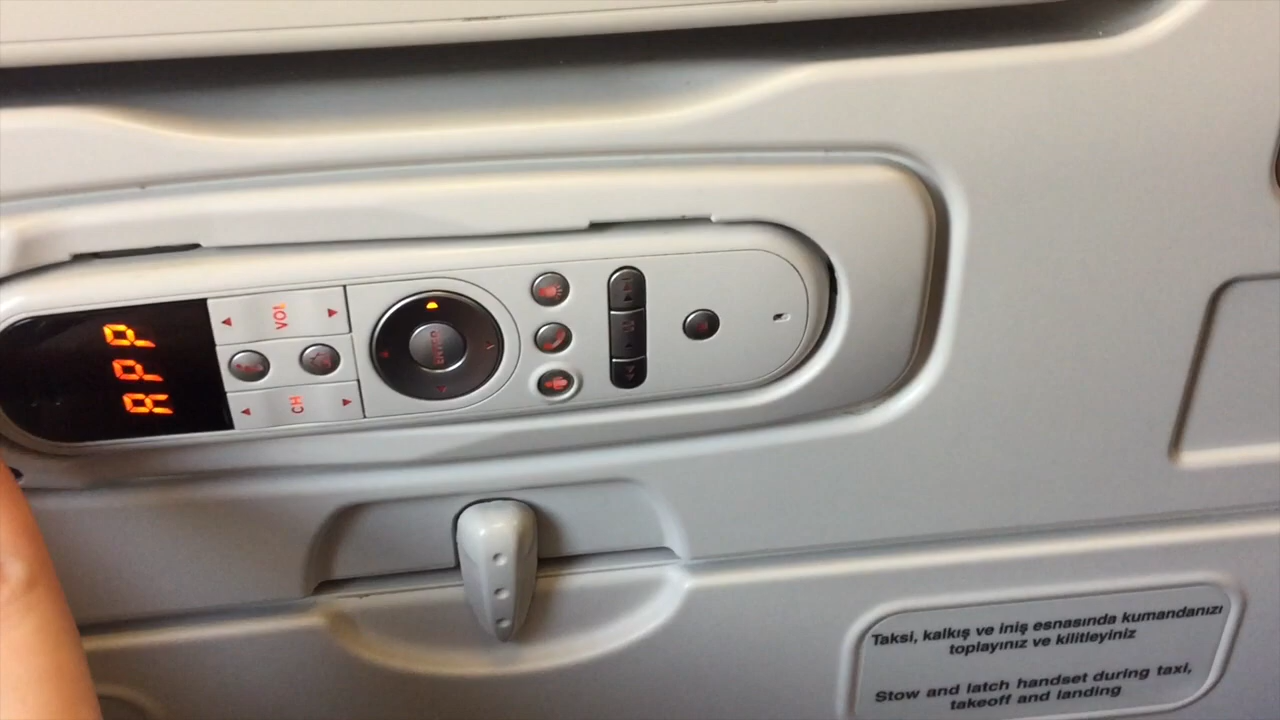 APP
VOL
CH
ENTER
Taksi, kalkış ve iniş esnasında kumandanızı
toplayınız ve kilitleyiniz
Stow and latch handset during taxi,
takeoff and landing